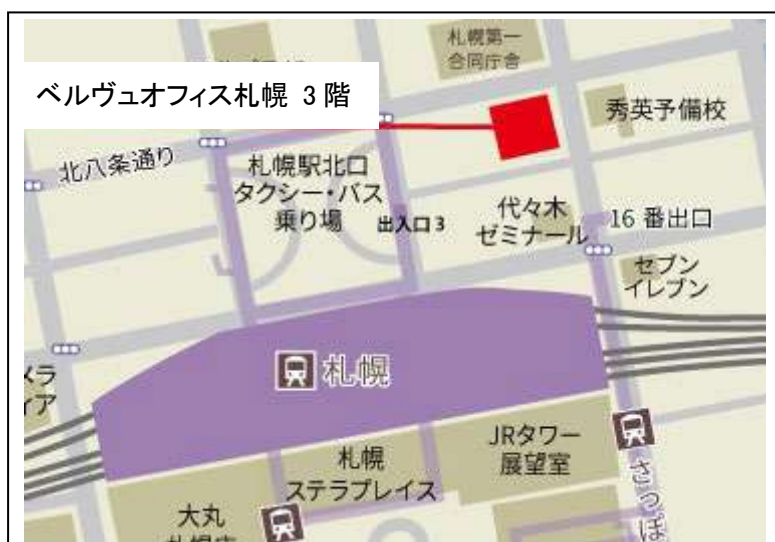 札幌第一
合同庁舎
ベルヴュオフィス札幌 3階
秀英予備校
北八条通り
札幌駅北口
タクシー・バス
乗り場
出入口3
代々木
ゼミナール
16 番出口
セブン
イレブン
札幌
JRタワー
展望室
札幌
ステラプレイス
さっぽ
大丸